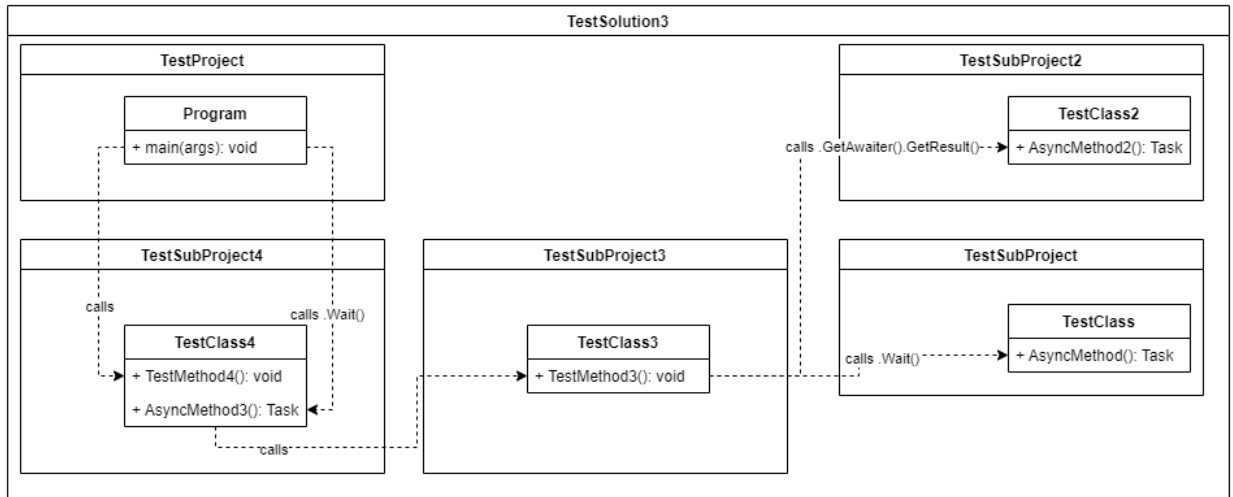 TestSolution3
TestProject
Program
+ main(args): void
TestSubProject2
TestClass2
calls .GetAwaiter().GetResult()
+ AsyncMethod2(): Task
TestSubProject4
calls
calls .Wait()
TestClass4
+ TestMethod4(): void
+ AsyncMethod3(): Task
calls
TestSubProject3
TestClass3
+ TestMethod3(): void
TestSubProject
TestClass
calls .Wait()
+ AsyncMethod(): Task